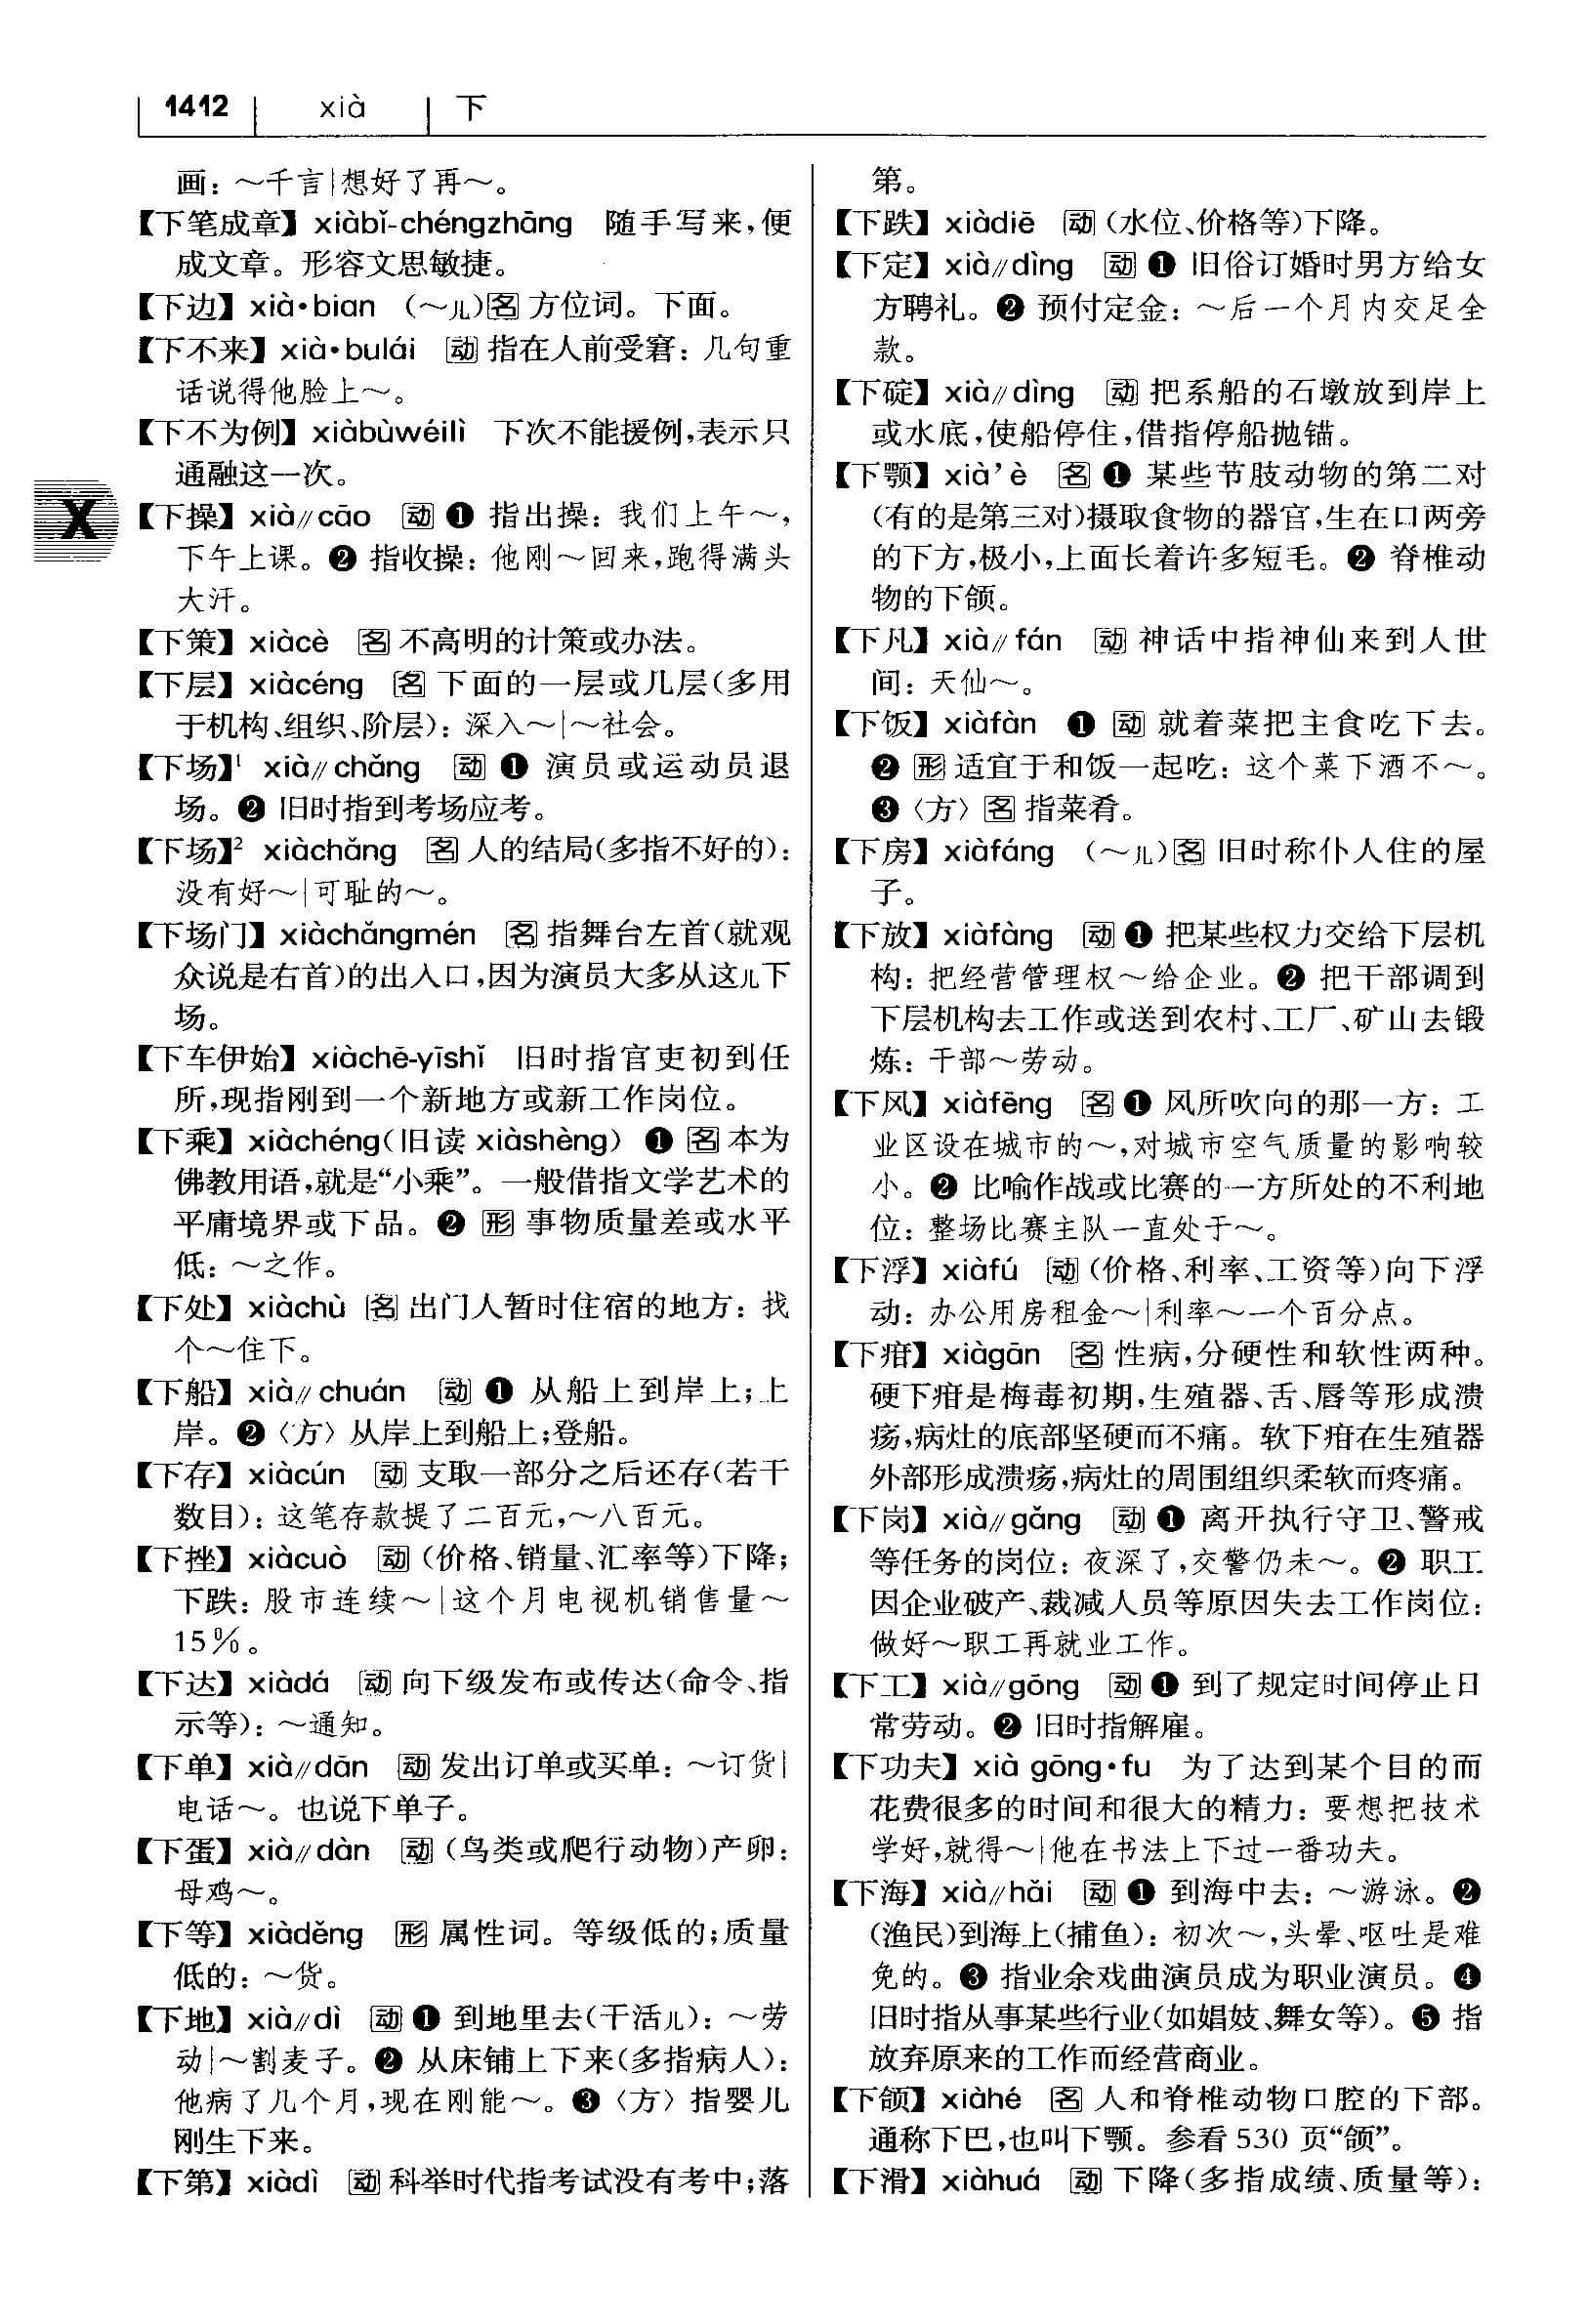 1412 xià 下
画：～千言|想好了再～。
【下笔成章】xiàbǐ-chéngzhāng 随手写来，便
成文章。形容文思敏捷。
【下边】xià•bian （～儿）名 方位词。下面。
【下不来】xià•bulái 动 指在人前受窘：几句重
话说得他脸上～。
【下不为例】xiàbùwéilì 下次不能援例，表示只
通融这一次。
X
【下操】xià//cāo 动 ❶ 指出操：我们上午～，
下午上课。❷ 指收操：他刚～回来，跑得满头
大汗。
【下策】xiàcè 名 不高明的计策或办法。
【下层】xiàcéng 名 下面的一层或几层（多用
于机构、组织、阶层）：深入～|～社会。
【下场】¹ xià//chǎng 动 ❶ 演员或运动员退
场。❷ 旧时指到考场应考。
【下场】² xiàchǎng 名 人的结局（多指不好的）：
没有好～|可耻的～。
【下场门】xiàchǎngmén 名 指舞台左首（就观
众说是右首）的出入口，因为演员大多从这儿下
场。
【下车伊始】xiàchē-yīshǐ 旧时指官吏初到任
所，现指刚到一个新地方或新工作岗位。
【下乘】xiàchéng（旧读 xiàshèng） ❶ 名 本为
佛教用语，就是“小乘”。一般借指文学艺术的
平庸境界或下品。❷ 形 事物质量差或水平
低：～之作。
【下处】xiàchù 名 出门人暂时住宿的地方：找
个～住下。
【下船】xià//chuán 动 ❶ 从船上到岸上；上
岸。❷〈方〉从岸上到船上；登船。
【下存】xiàcún 动 支取一部分之后还存（若干
数目）：这笔存款提了二百元，～八百元。
【下挫】xiàcuò 动（价格、销量、汇率等）下降；
下跌：股市连续～|这个月电视机销售量～
15%。
【下达】xiàdá 动 向下级发布或传达（命令、指
示等）：～通知。
【下单】xià//dān 动 发出订单或买单：～订货|
电话～。也说下单子。
【下蛋】xià//dàn 动（鸟类或爬行动物）产卵：
母鸡～。
【下等】xiàděng 形 属性词。等级低的；质量
低的：～货。
【下地】xià//dì 动 ❶ 到地里去（干活儿）：～劳
动|～割麦子。❷ 从床铺上下来（多指病人）：
他病了几个月，现在刚能～。❸〈方〉指婴儿
刚生下来。
【下第】xiàdì 动 科举时代指考试没有考中；落
第。
【下跌】xiàdiē 动（水位、价格等）下降。
【下定】xià//dìng 动 ❶ 旧俗订婚时男方给女
方聘礼。❷ 预付定金：～后一个月内交足全
款。
【下碇】xià//dìng 动 把系船的石墩放到岸上
或水底，使船停住，借指停船抛锚。
【下颚】xià’è 名 ❶ 某些节肢动物的第二对
（有的是第三对）摄取食物的器官，生在口两旁
的下方，极小，上面长着许多短毛。❷ 脊椎动
物的下颌。
【下凡】xià//fán 动 神话中指神仙来到人世
间：天仙～。
【下饭】xiàfàn ❶ 动 就着菜把主食吃下去。
❷ 形 适宜于和饭一起吃：这个菜下酒不～。
❸〈方〉名 指菜肴。
【下房】xiàfáng （～儿）名 旧时称仆人住的屋
子。
【下放】xiàfàng 动 ❶ 把某些权力交给下层机
构：把经营管理权～给企业。❷ 把干部调到
下层机构去工作或送到农村、工厂、矿山去锻
炼：干部～劳动。
【下风】xiàfēng 名 ❶ 风所吹向的那一方：工
业区设在城市的～，对城市空气质量的影响较
小。❷ 比喻作战或比赛的一方所处的不利地
位：整场比赛主队一直处于～。
【下浮】xiàfú 动（价格、利率、工资等）向下浮
动：办公用房租金～|利率～一个百分点。
【下疳】xiàgān 名 性病，分硬性和软性两种。
硬下疳是梅毒初期，生殖器、舌、唇等形成溃
疡，病灶的底部坚硬而不痛。软下疳在生殖器
外部形成溃疡，病灶的周围组织柔软而疼痛。
【下岗】xià//gǎng 动 ❶ 离开执行守卫、警戒
等任务的岗位：夜深了，交警仍未～。❷ 职工
因企业破产、裁减人员等原因失去工作岗位：
做好～职工再就业工作。
【下工】xià//gōng 动 ❶ 到了规定时间停止日
常劳动。❷ 旧时指解雇。
【下功夫】xià gōng•fu 为了达到某个目的而
花费很多的时间和很大的精力：要想把技术
学好，就得～|他在书法上下过一番功夫。
【下海】xià//hǎi 动 ❶ 到海中去：～游泳。❷
（渔民）到海上（捕鱼）：初次～，头晕、呕吐是难
免的。❸ 指业余戏曲演员成为职业演员。❹
旧时指从事某些行业（如娼妓、舞女等）。❺ 指
放弃原来的工作而经营商业。
【下颌】xiàhé 名 人和脊椎动物口腔的下部。
通称下巴，也叫下颚。参看 530 页“颌”。
【下滑】xiàhuá 动 下降（多指成绩、质量等）：